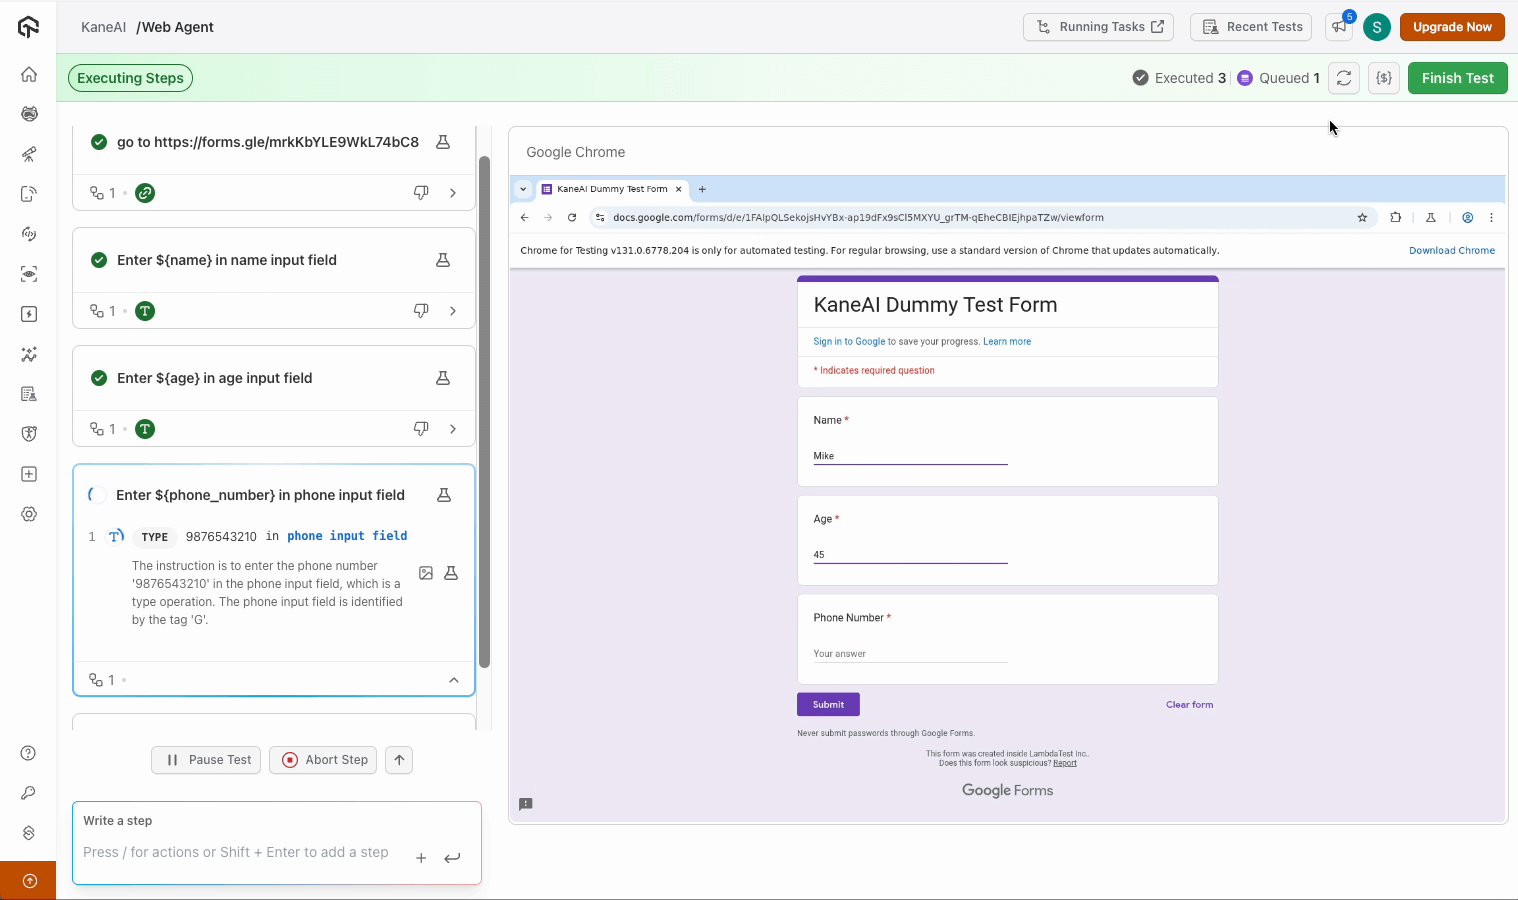 KaneAI /Web Agent
Running Tasks
Recent Tests
5
S
Upgrade Now
Executing Steps
Executed 3
Queued 1
{$}
Finish Test
go to https://forms.gle/mrkKbYLE9WkL74bC8
1
Enter ${name} in name input field
1
T
Enter ${age} in age input field
1
T
Enter ${phone_number} in phone input field
1 T TYPE 9876543210 in phone input field
The instruction is to enter the phone number
'9876543210' in the phone input field, which is a
type operation. The phone input field is identified
by the tag 'G'.
1
Pause Test
Abort Step
Write a step
Press / for actions or Shift + Enter to add a step
Google Chrome
KaneAI Dummy Test Form
docs.google.com/forms/d/e/1FAIpQLSekojsHvYBx-ap19dFx9sCl5MXYU_grTM-qEheCBIEjhpaTZw/viewform
Chrome for Testing v131.0.6778.204 is only for automated testing. For regular browsing, use a standard version of Chrome that updates automatically.
Download Chrome
KaneAI Dummy Test Form
Sign in to Google to save your progress. Learn more
* Indicates required question
Name *
Mike
Age *
45
Phone Number *
Your answer
Submit
Clear form
Never submit passwords through Google Forms.
This form was created inside LambdaTest Inc..
Does this form look suspicious? Report
Google Forms